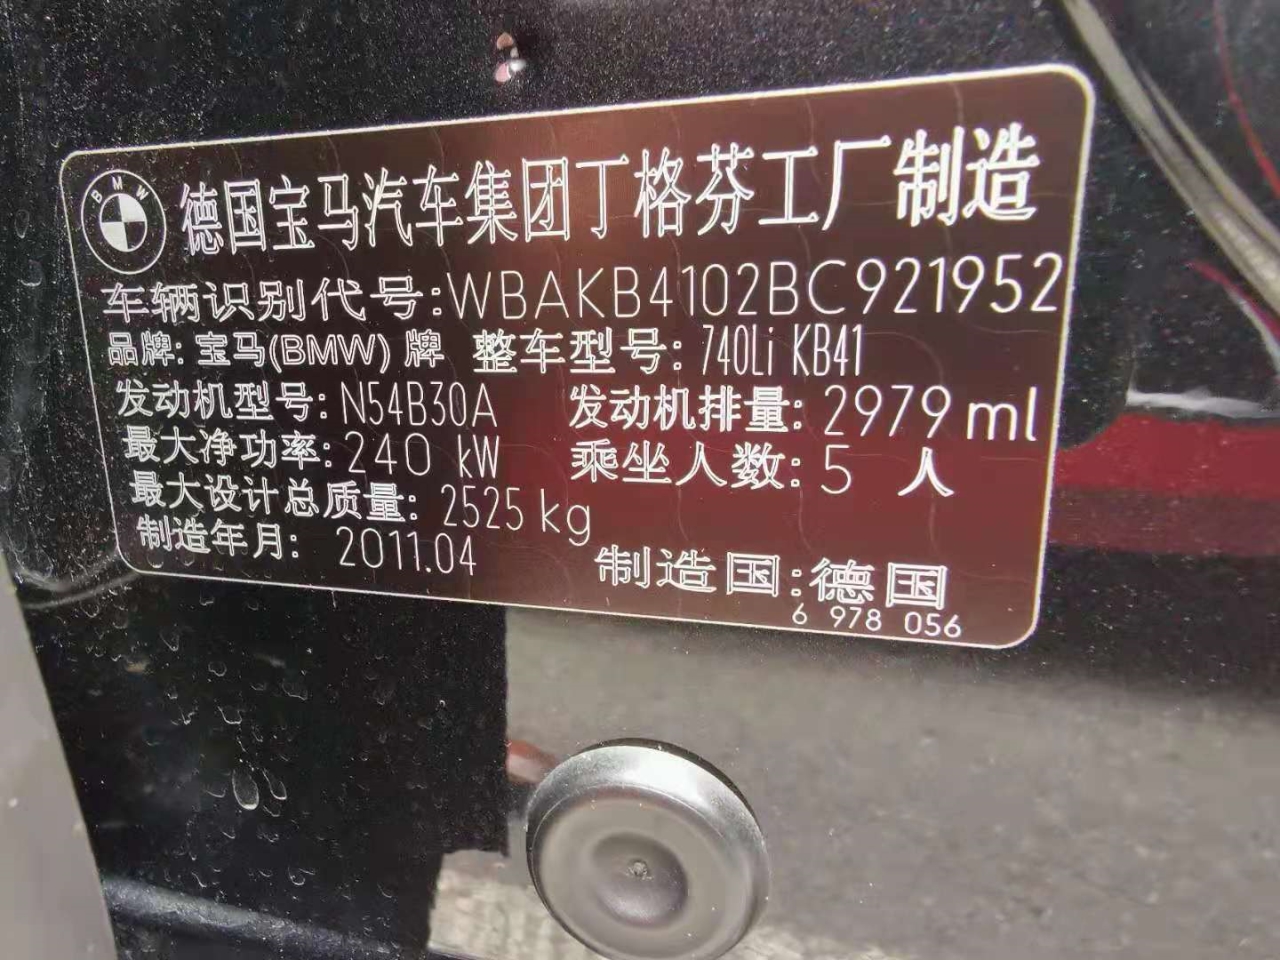 BMW
德国宝马汽车集团丁格芬工厂制造
车辆识别代号:WBAKB4102BC921952
品牌: 宝马(BMW) 牌 整车型号: 740Li KB41
发动机型号: N54B30A 发动机排量: 2979 ml
最大净功率: 240 kW 乘坐人数: 5 人
最大设计总质量: 2525 kg
制造年月: 2011.04 制造国: 德国
6 978 056